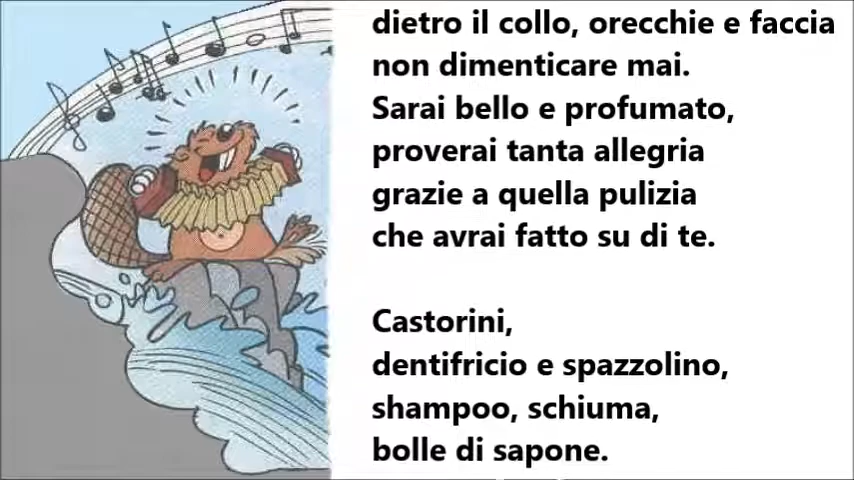 dietro il collo, orecchie e faccia
non dimenticare mai.
Sarai bello e profumato,
proverai tanta allegria
grazie a quella pulizia
che avrai fatto su di te.
Castorini,
dentifricio e spazzolino,
shampoo, schiuma,
bolle di sapone.